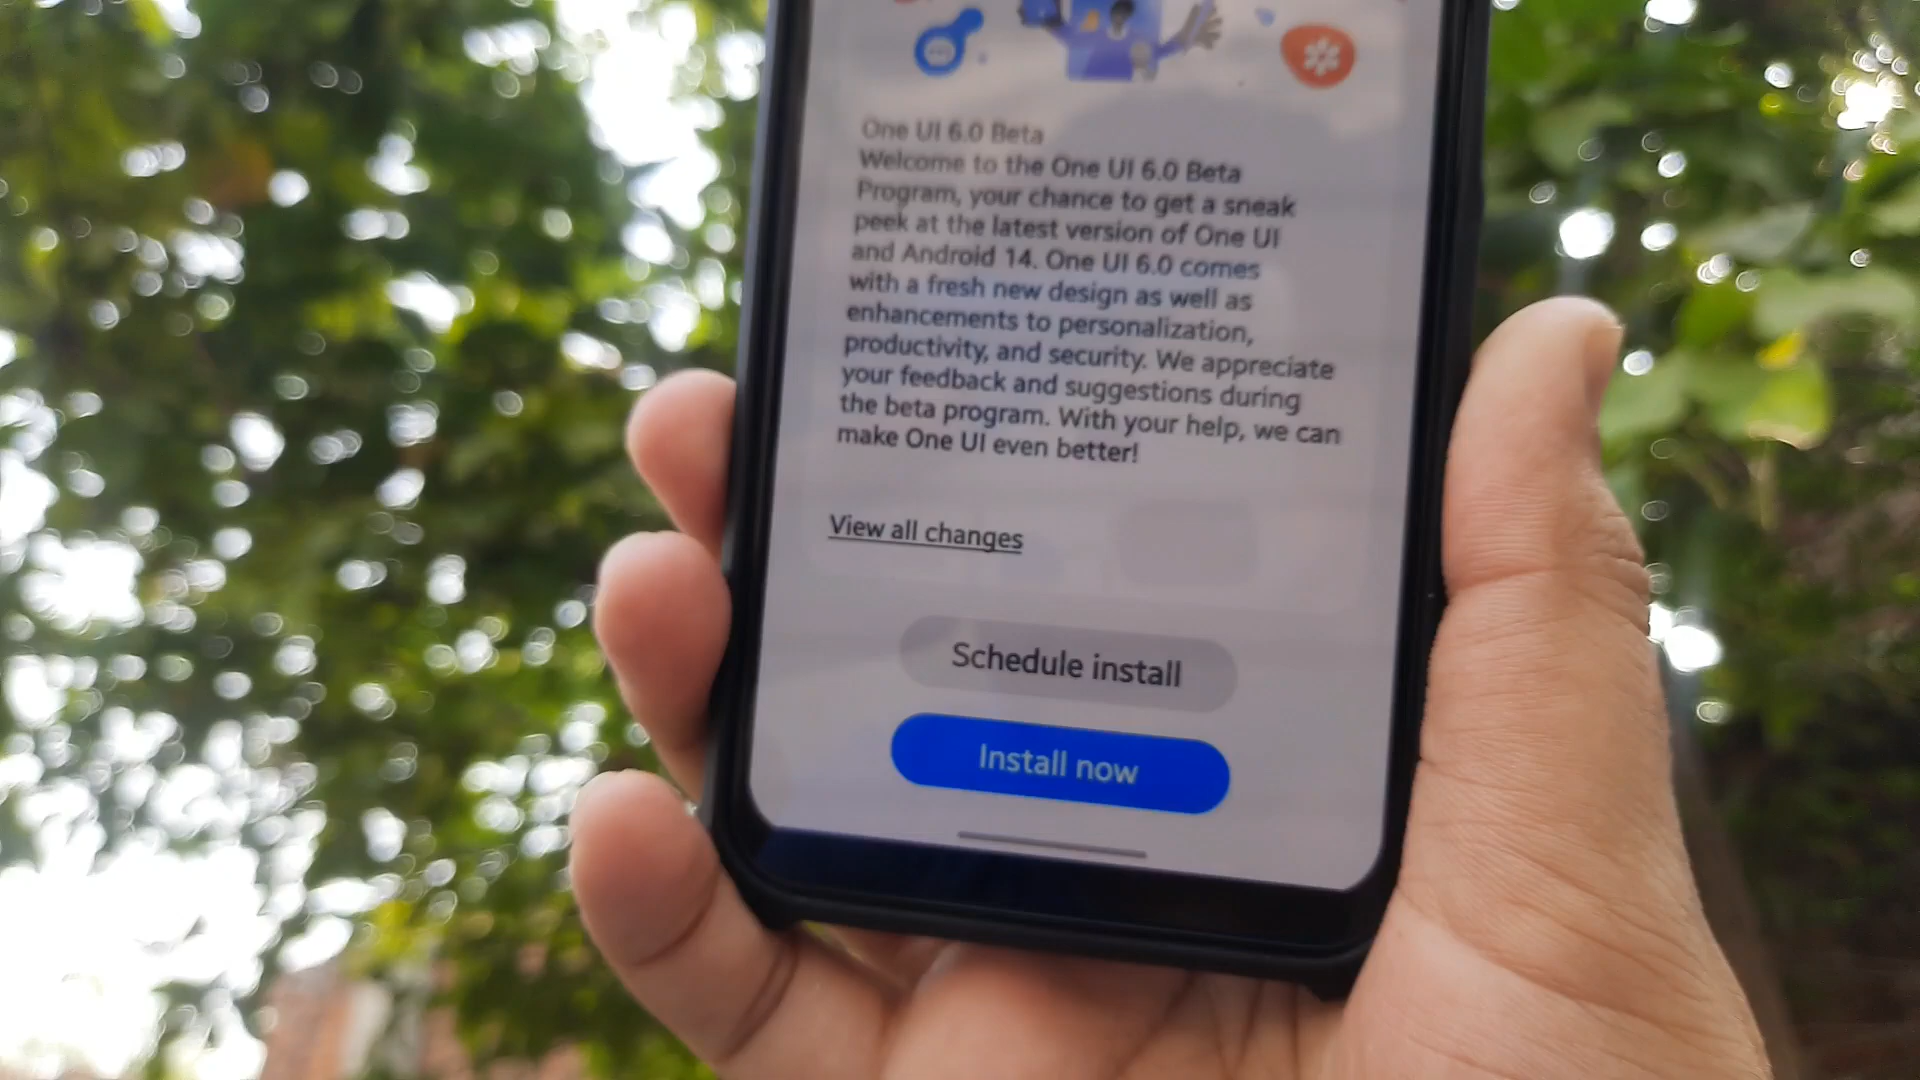 One UI 6.0 Beta
Welcome to the One UI 6.0 Beta
Program, your chance to get a sneak
peek at the latest version of One UI
and Android 14. One UI 6.0 comes
with a fresh new design as well as
enhancements to personalization,
productivity, and security. We appreciate
your feedback and suggestions during
the beta program. With your help, we can
make One UI even better!
View all changes
Schedule install
Install now